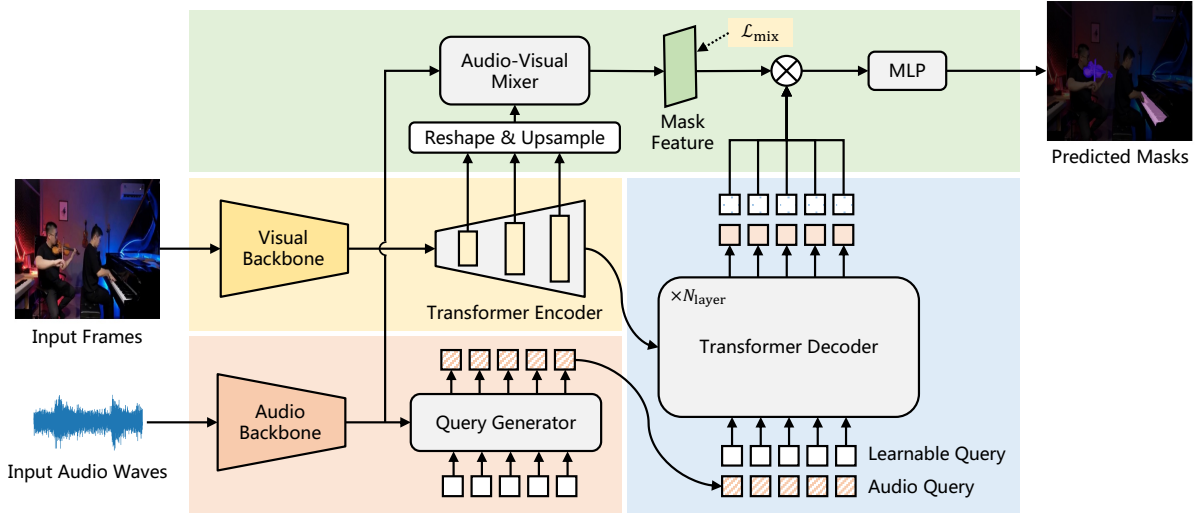 Audio-Visual
Mixer
ℒmix
MLP
Mask
Feature
Reshape & Upsample
Predicted Masks
Visual
Backbone
Transformer Encoder
Input Frames
×Nlayer
Transformer Decoder
Audio
Backbone
Query Generator
Input Audio Waves
Learnable Query
Audio Query